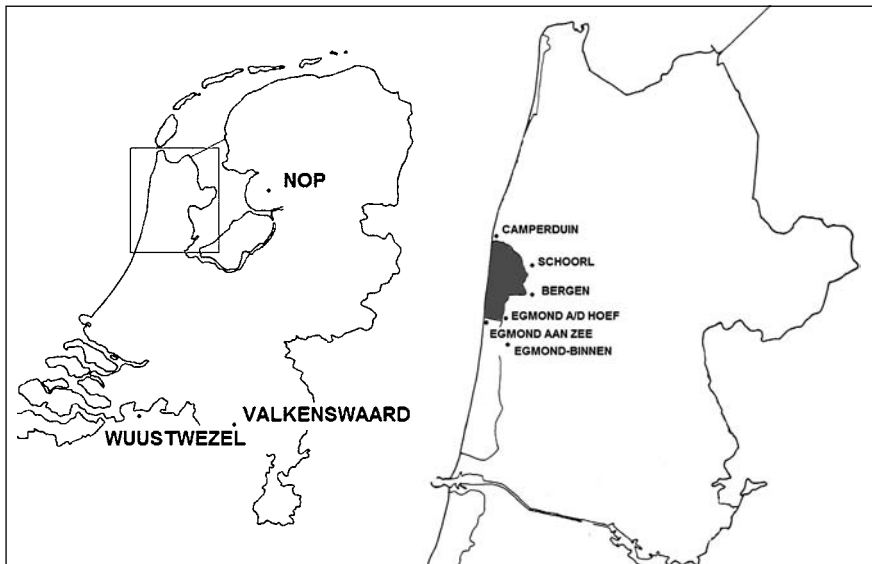 NOP
VALKENSWAARD
WUUSTWEZEL
CAMPERDUIN
SCHOORL
BERGEN
EGMOND A/D HOEF
EGMOND AAN ZEE
EGMOND-BINNEN